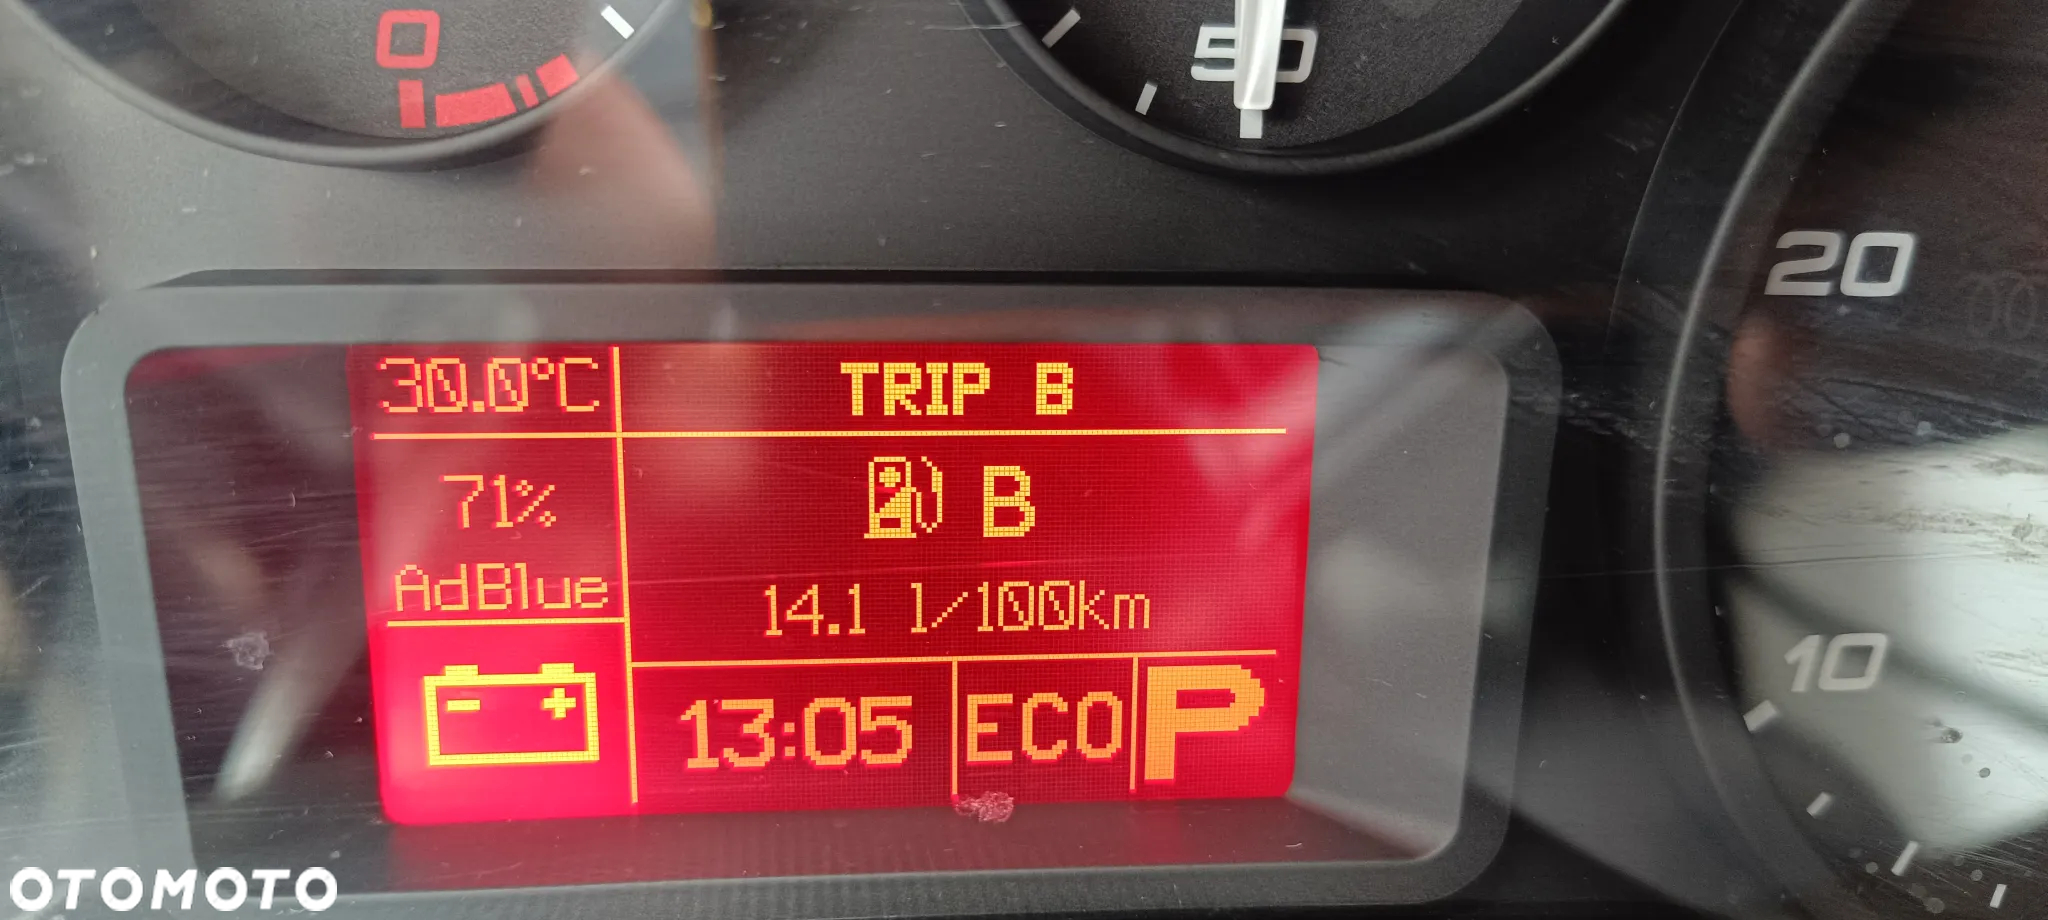 0
50
20
30.0°C
TRIP B
71%
B
AdBlue
14.1 l/100km
10
13:05
ECO
P
OTOMOTO